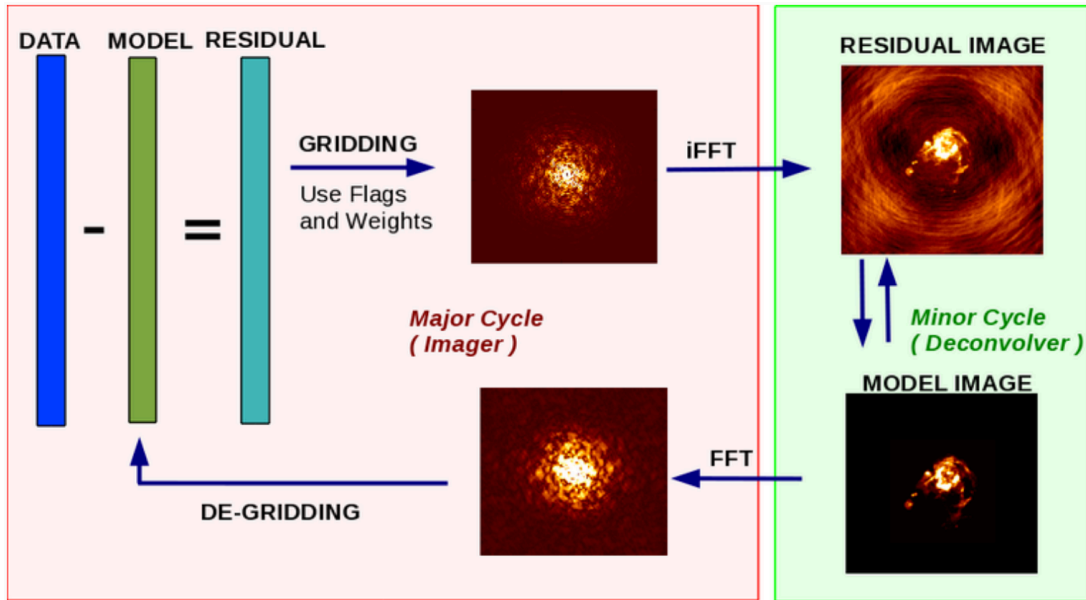 DATA
MODEL
RESIDUAL
-
=
GRIDDING
Use Flags
and Weights
iFFT
RESIDUAL IMAGE
Major Cycle
( Imager )
Minor Cycle
( Deconvolver )
MODEL IMAGE
FFT
DE-GRIDDING